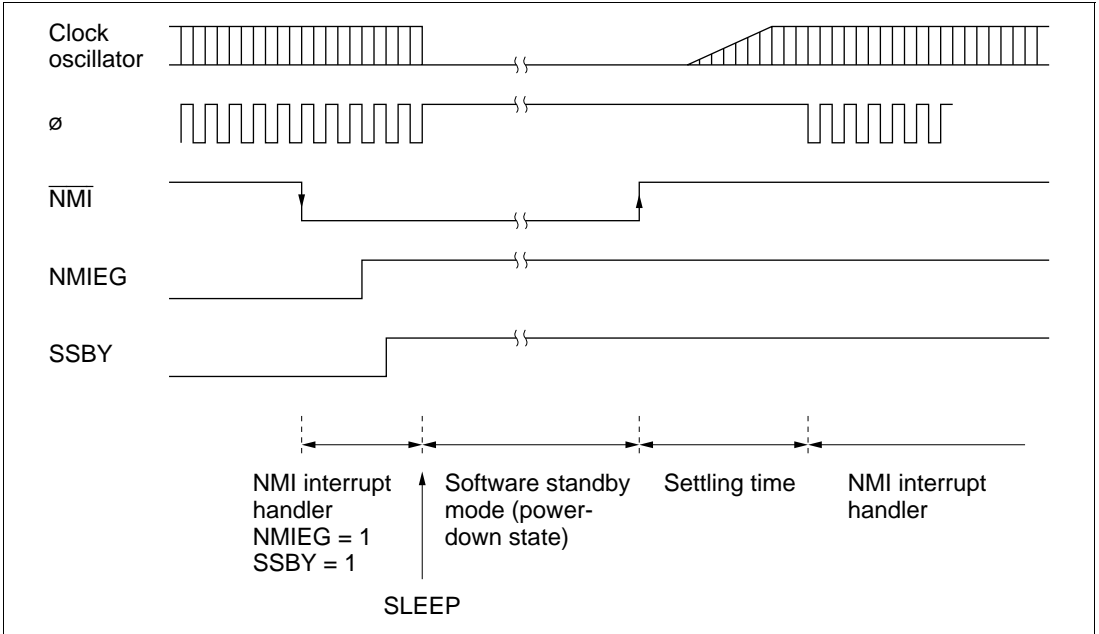 Clock
oscillator
ø
NMI
NMIEG
SSBY
NMI interrupt
handler
NMIEG = 1
SSBY = 1
Software standby
mode (power-
down state)
Settling time
NMI interrupt
handler
SLEEP